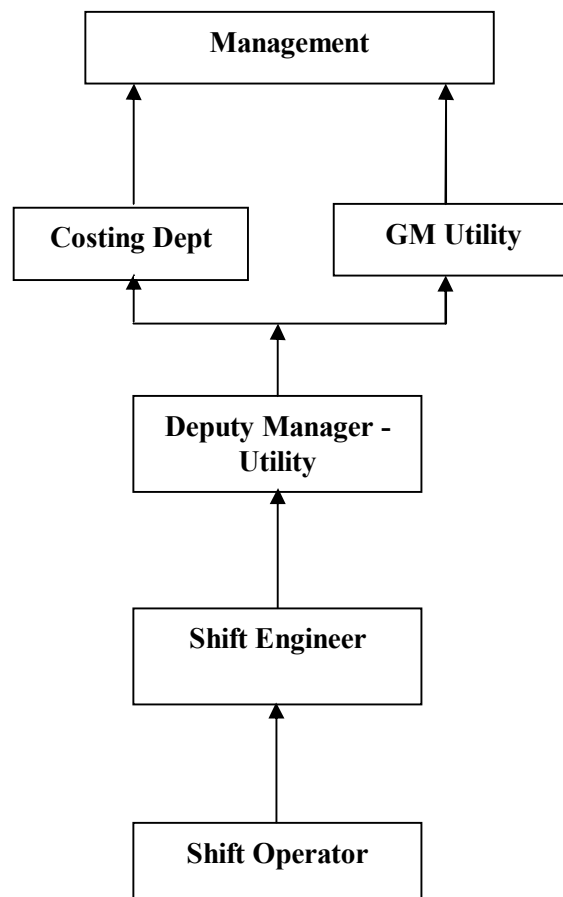 Management
Costing Dept
GM Utility
Deputy Manager -
Utility
Shift Engineer
Shift Operator